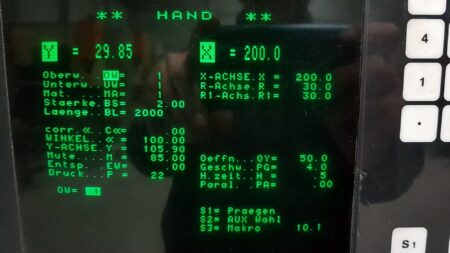 ** HAND **
Y = 29.85
X = 200.0
Oberw...OW= 1
Unterw..UW= 1
Mat.....MA= 1
Staerke.BS= 2.00
Laenge..BL= 2000
X-ACHSE.X = 200.0
R-Achse.R = 30.0
R1-Achs.R1= 30.0
corr.∝..C∝= .00
WINKEL..∝ = 100.00
Y-ACHSE.Y = 105.90
Mute....M = 85.00
Entsp...EW= .00
Druck...P = 22
Oeffn...OY= 50.0
Geschw..PG= 4.0
H.zeit..H = .5
Paral...PA= .00
OW= 1
S1= Praegen
S2= AUX Wahl
S3= Makro 10.1
4
1
.
S1